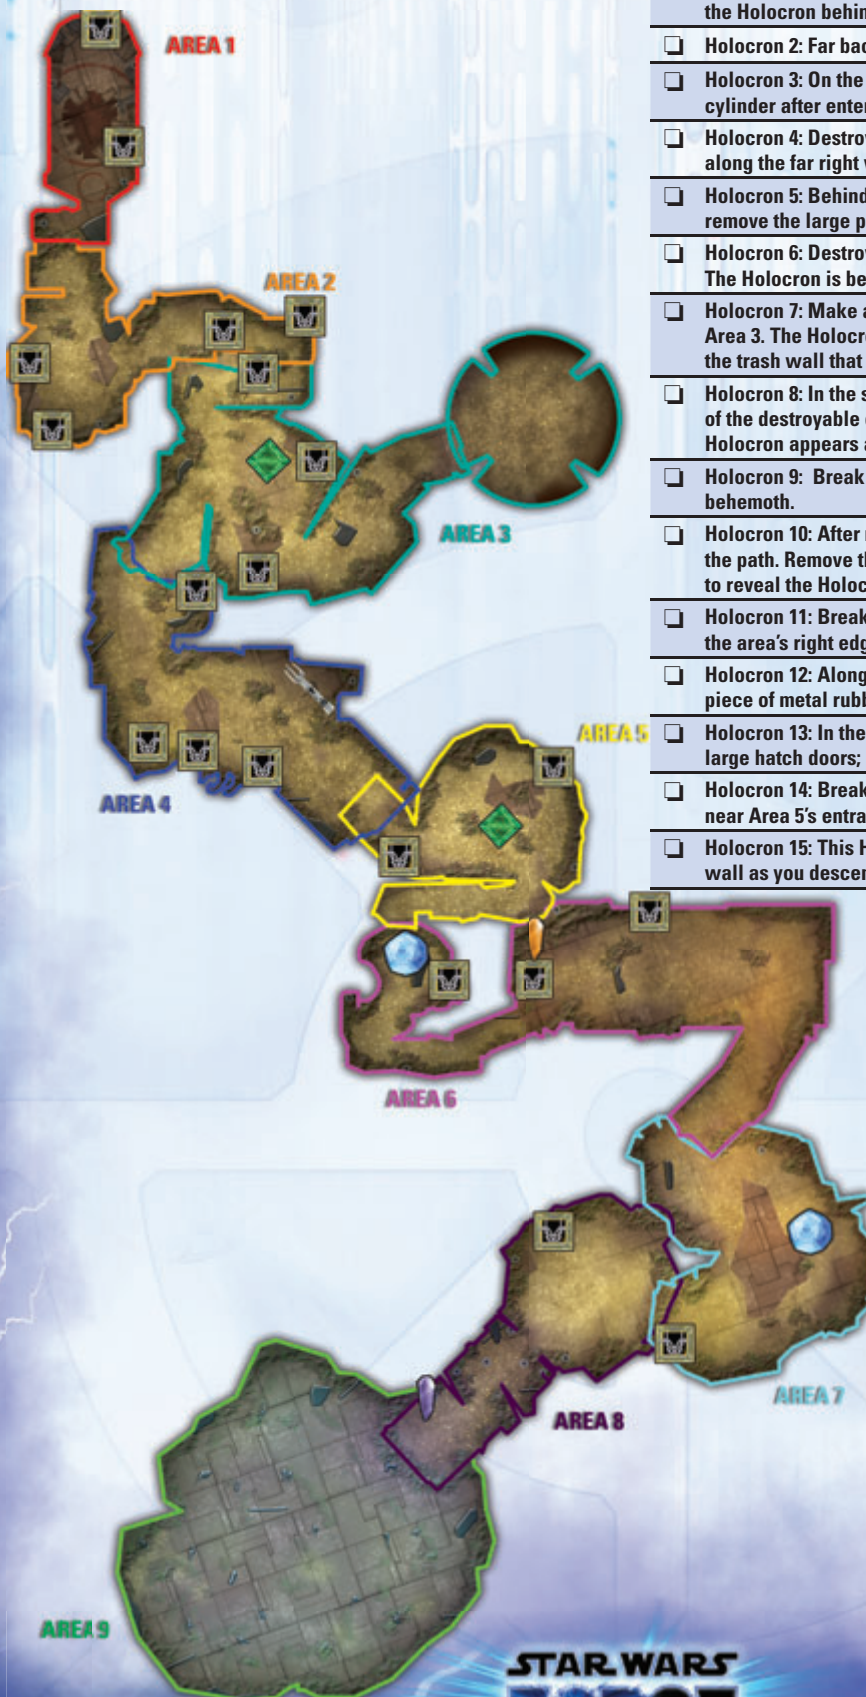 AREA 1
AREA 2
AREA 3
AREA 4
AREA 5
AREA 6
AREA 7
AREA 8
AREA 9
the Holocron behin
Holocron 2: Far bac
Holocron 3: On the
cylinder after enter
Holocron 4: Destro
along the far right
Holocron 5: Behind
remove the large p
Holocron 6: Destro
The Holocron is be
Holocron 7: Make a
Area 3. The Holocr
the trash wall that
Holocron 8: In the s
of the destroyable
Holocron appears a
Holocron 9: Break
behemoth.
Holocron 10: After
the path. Remove th
to reveal the Holoc
Holocron 11: Break
the area's right edg
Holocron 12: Along
piece of metal rubb
Holocron 13: In the
large hatch doors;
Holocron 14: Break
near Area 5's entra
Holocron 15: This H
wall as you descen
STAR WARS